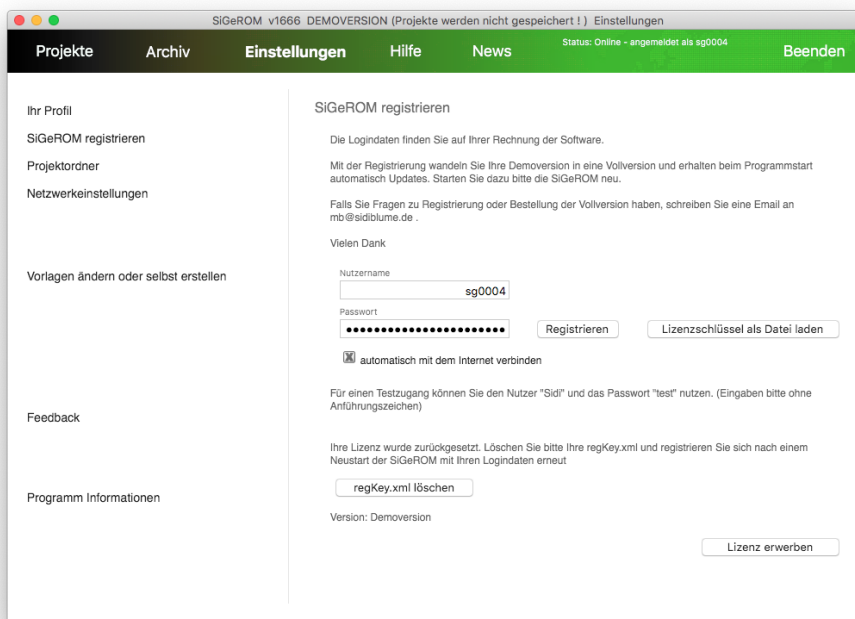 SiGeROM v1666 DEMOVERSION (Projekte werden nicht gespeichert ! ) Einstellungen
Projekte
Archiv
Einstellungen
Hilfe
News
Status: Online - angemeldet als sg0004
Beenden
Ihr Profil
SiGeROM registrieren
Projektordner
Netzwerkeinstellungen
Vorlagen ändern oder selbst erstellen
Feedback
Programm Informationen
SiGeROM registrieren
Die Logindaten finden Sie auf Ihrer Rechnung der Software.
Mit der Registrierung wandeln Sie Ihre Demoversion in eine Vollversion und erhalten beim Programmstart
automatisch Updates. Starten Sie dazu bitte die SiGeROM neu.
Falls Sie Fragen zu Registrierung oder Bestellung der Vollversion haben, schreiben Sie eine Email an
mb@sidiblume.de .
Vielen Dank
Nutzername
sg0004
Passwort
Registrieren
Lizenzschlüssel als Datei laden
automatisch mit dem Internet verbinden
Für einen Testzugang können Sie den Nutzer "Sidi" und das Passwort "test" nutzen. (Eingaben bitte ohne
Anführungszeichen)
Ihre Lizenz wurde zurückgesetzt. Löschen Sie bitte Ihre regKey.xml und registrieren Sie sich nach einem
Neustart der SiGeROM mit Ihren Logindaten erneut
regKey.xml löschen
Version: Demoversion
Lizenz erwerben